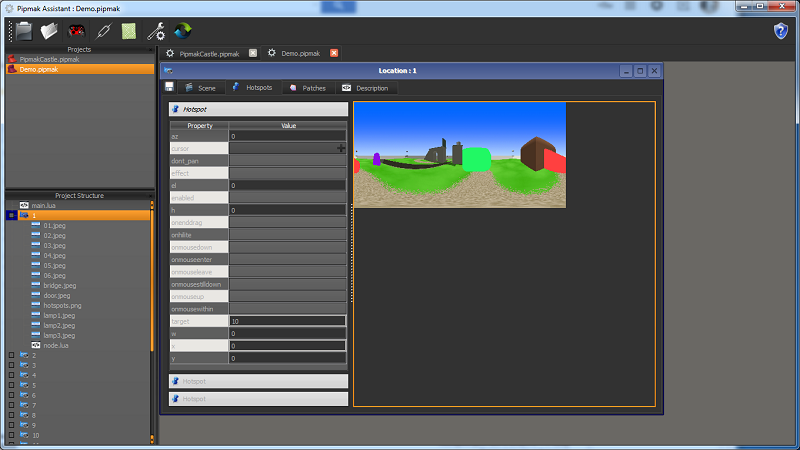 Pipmak Assistant : Demo.pipmak
Projects
PipmakCastle.pipmak
Demo.pipmak
Project Structure
main.lua
1
01.jpeg
02.jpeg
03.jpeg
04.jpeg
05.jpeg
06.jpeg
bridge.jpeg
door.jpeg
hotspots.png
lamp1.jpeg
lamp2.jpeg
lamp3.jpeg
node.lua
2
3
4
5
6
7
8
9
10
PipmakCastle.pipmak
Demo.pipmak
Location : 1
Scene
Hotspots
Patches
Description
Hotspot
Property Value
az 0
cursor
dont_pan
effect
el 0
enabled
h 0
onenddrag
onhilite
onmousedown
onmouseenter
onmouseleave
onmousestilldown
onmouseup
onmousewithin
target 10
w 0
x 0
y 0
Hotspot
Hotspot